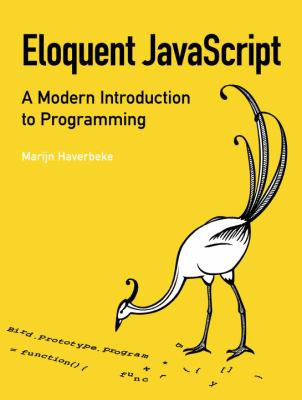 Eloquent JavaScript
A Modern Introduction
to Programming
Marijn Haverbeke
Bird.Prototype.program
= function() {
func